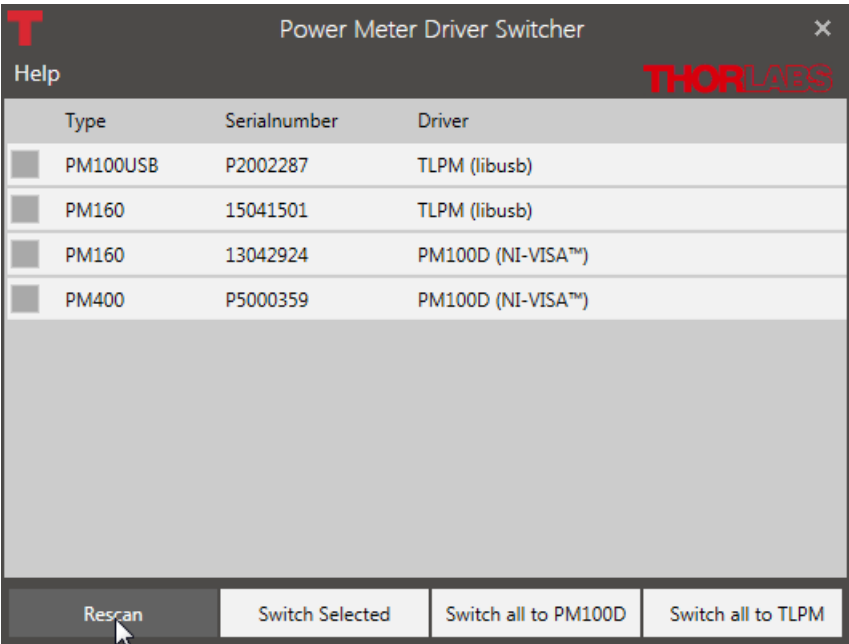 T Power Meter Driver Switcher ×
Help THORLABS
Type Serialnumber Driver
PM100USB P2002287 TLPM (libusb)
PM160 15041501 TLPM (libusb)
PM160 13042924 PM100D (NI-VISA™)
PM400 P5000359 PM100D (NI-VISA™)
Rescan Switch Selected Switch all to PM100D Switch all to TLPM